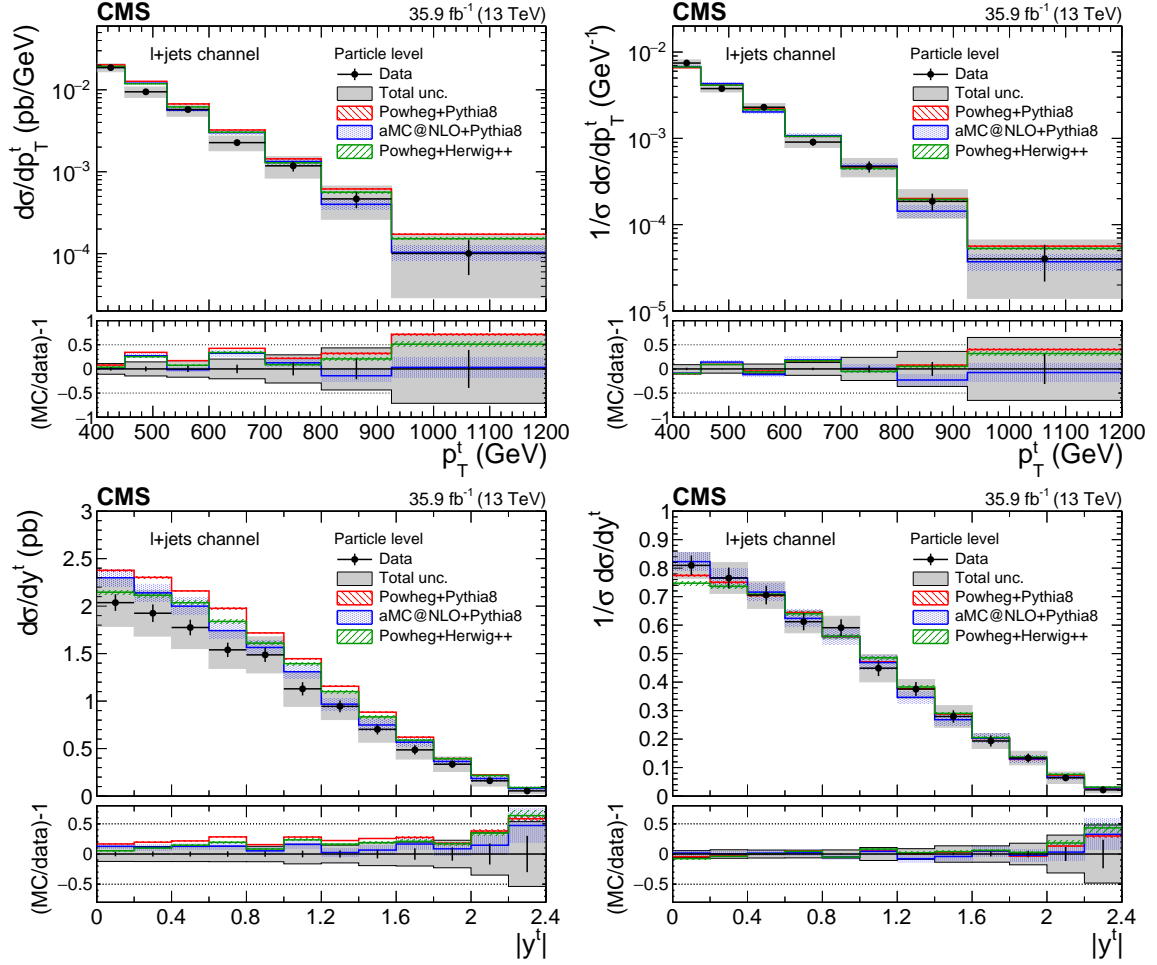 CMS 35.9 fb⁻¹ (13 TeV)
l+jets channel
Particle level
Data
Total unc.
Powheg+Pythia8
aMC@NLO+Pythia8
Powheg+Herwig++
dσ/dp_T^t (pb/GeV)
10⁻²
10⁻³
10⁻⁴
(MC/data)-1
1
0.5
0
−0.5
−1
400 500 600 700 800 900 1000 1100 1200
p_T^t (GeV)
CMS 35.9 fb⁻¹ (13 TeV)
l+jets channel
Particle level
Data
Total unc.
Powheg+Pythia8
aMC@NLO+Pythia8
Powheg+Herwig++
1/σ dσ/dp_T^t (GeV⁻¹)
10⁻²
10⁻³
10⁻⁴
10⁻⁵
(MC/data)-1
1
0.5
0
−0.5
−1
400 500 600 700 800 900 1000 1100 1200
p_T^t (GeV)
CMS 35.9 fb⁻¹ (13 TeV)
l+jets channel
Particle level
Data
Total unc.
Powheg+Pythia8
aMC@NLO+Pythia8
Powheg+Herwig++
dσ/dy^t (pb)
3
2.5
2
1.5
1
0.5
0
(MC/data)-1
0.5
0
−0.5
0 0.4 0.8 1.2 1.6 2 2.4
|y^t|
CMS 35.9 fb⁻¹ (13 TeV)
l+jets channel
Particle level
Data
Total unc.
Powheg+Pythia8
aMC@NLO+Pythia8
Powheg+Herwig++
1/σ dσ/dy^t
1
0.9
0.8
0.7
0.6
0.5
0.4
0.3
0.2
0.1
0
(MC/data)-1
0.5
0
−0.5
0 0.4 0.8 1.2 1.6 2 2.4
|y^t|